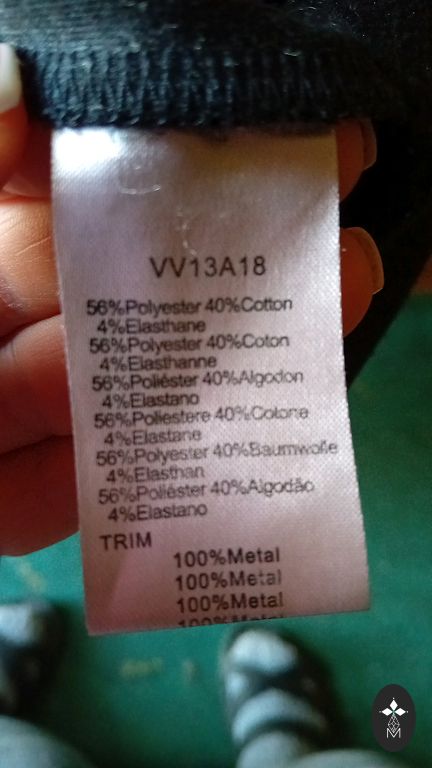 VV13A18
56%Polyester 40%Cotton
4%Elasthane
56%Polyester 40%Coton
4%Elasthanne
56%Poliéster 40%Algodon
4%Elastano
56%Poliestere 40%Cotone
4%Elastane
56%Polyester 40%Baumwolle
4%Elasthan
56%Poliéster 40%Algodão
4%Elastano
TRIM
100%Metal
100%Metal
100%Metal
100%Metal
M